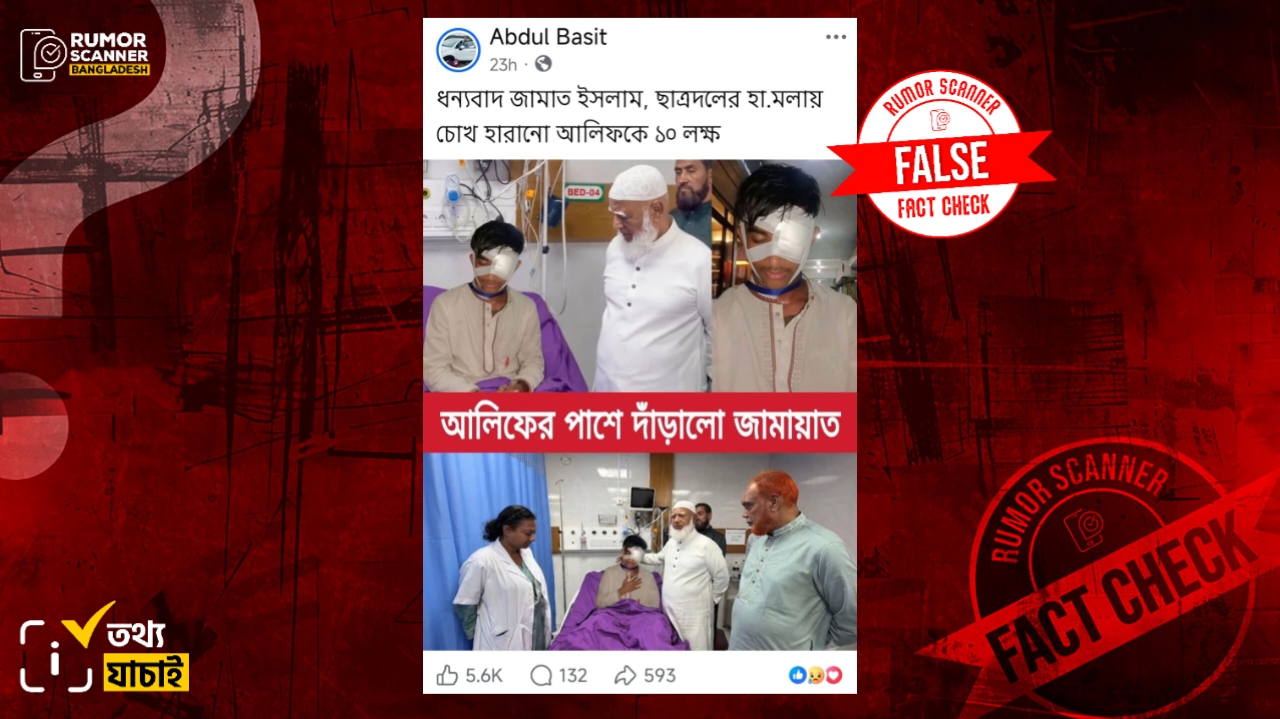 RUMOR
SCANNER
BANGLADESH
Abdul Basit
23h
ধন্যবাদ জামাত ইসলাম, ছাত্রদলের হা.মলায়
চোখ হারানো আলিফকে ১০ লক্ষ
BED-04
আলিফের পাশে দাঁড়ালো জামায়াত
5.6K 132 593
RUMOR SCANNER
FALSE
FACT CHECK
RUMOR SCANNER
FACT CHECK
i তথ্য
যাচাই